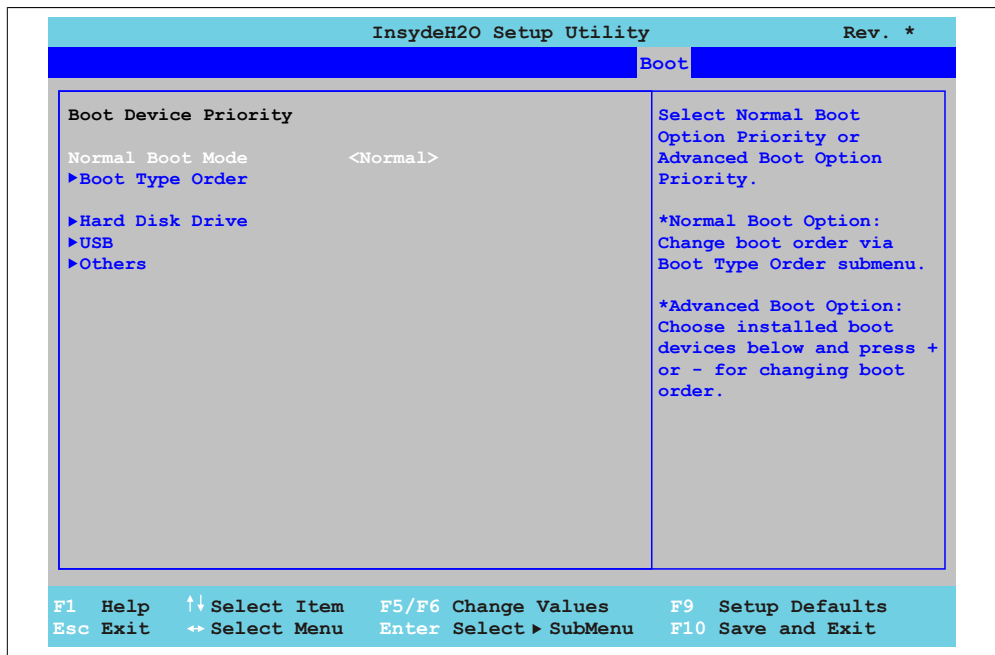 InsydeH2O Setup Utility Rev. *
Boot
Boot Device Priority
Normal Boot Mode <Normal>
▶Boot Type Order
▶Hard Disk Drive
▶USB
▶Others
Select Normal Boot
Option Priority or
Advanced Boot Option
Priority.
*Normal Boot Option:
Change boot order via
Boot Type Order submenu.
*Advanced Boot Option:
Choose installed boot
devices below and press +
or - for changing boot
order.
F1 Help ↑↓ Select Item F5/F6 Change Values F9 Setup Defaults
Esc Exit ↔ Select Menu Enter Select ▶ SubMenu F10 Save and Exit